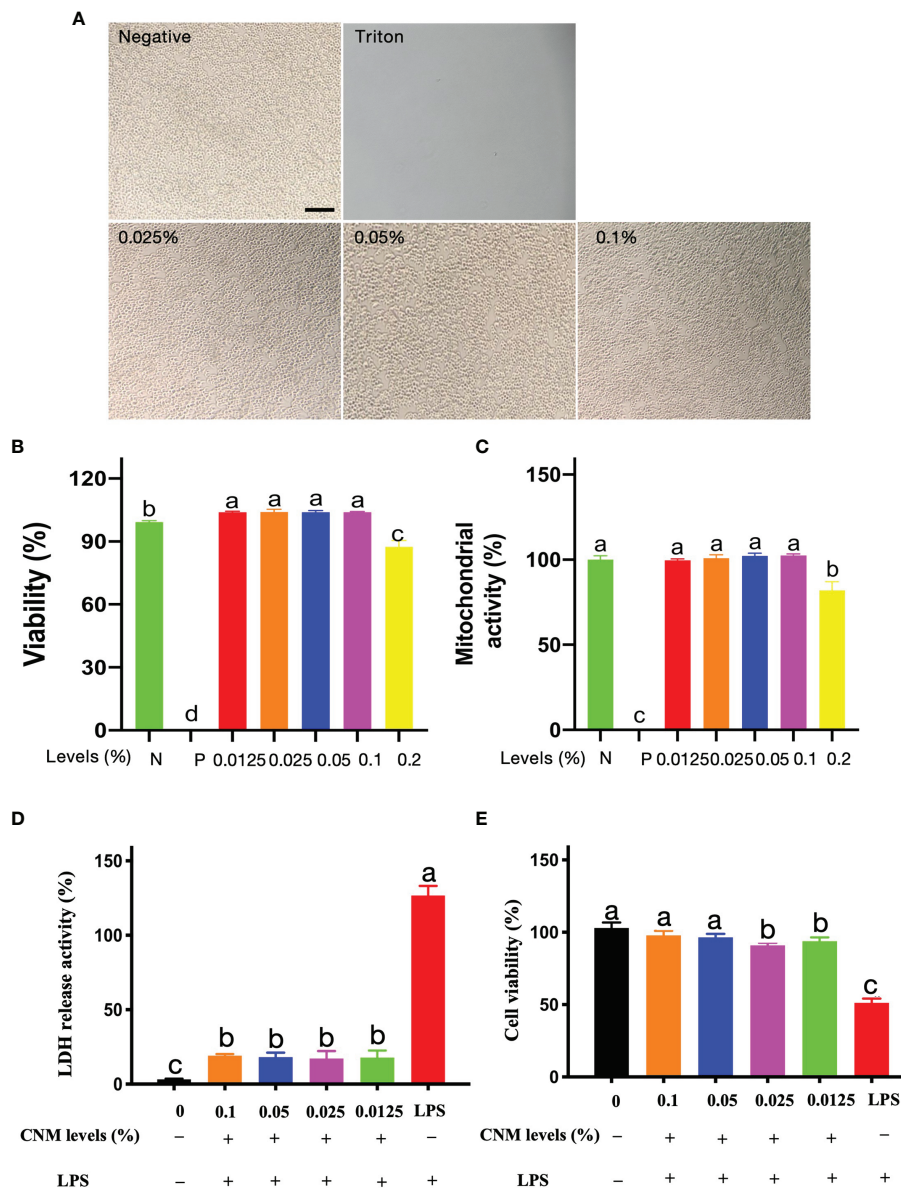 A
Negative
Triton
0.025%
0.05%
0.1%
B
Viability (%)
120
90
60
30
0
b
d
a
a
a
a
c
Levels (%)
N
P
0.0125
0.025
0.05
0.1
0.2
C
Mitochondrial
activity (%)
150
100
50
0
a
c
a
a
a
a
b
Levels (%)
N
P
0.0125
0.025
0.05
0.1
0.2
D
LDH release activity (%)
150
100
50
0
c
b
b
b
b
a
0 0.1 0.05 0.025 0.0125 LPS
CNM levels (%) – + + + + –
LPS – + + + + +
E
Cell viability (%)
150
100
50
0
a
a
a
b
b
c
0 0.1 0.05 0.025 0.0125 LPS
CNM levels (%) – + + + + –
LPS – + + + + +